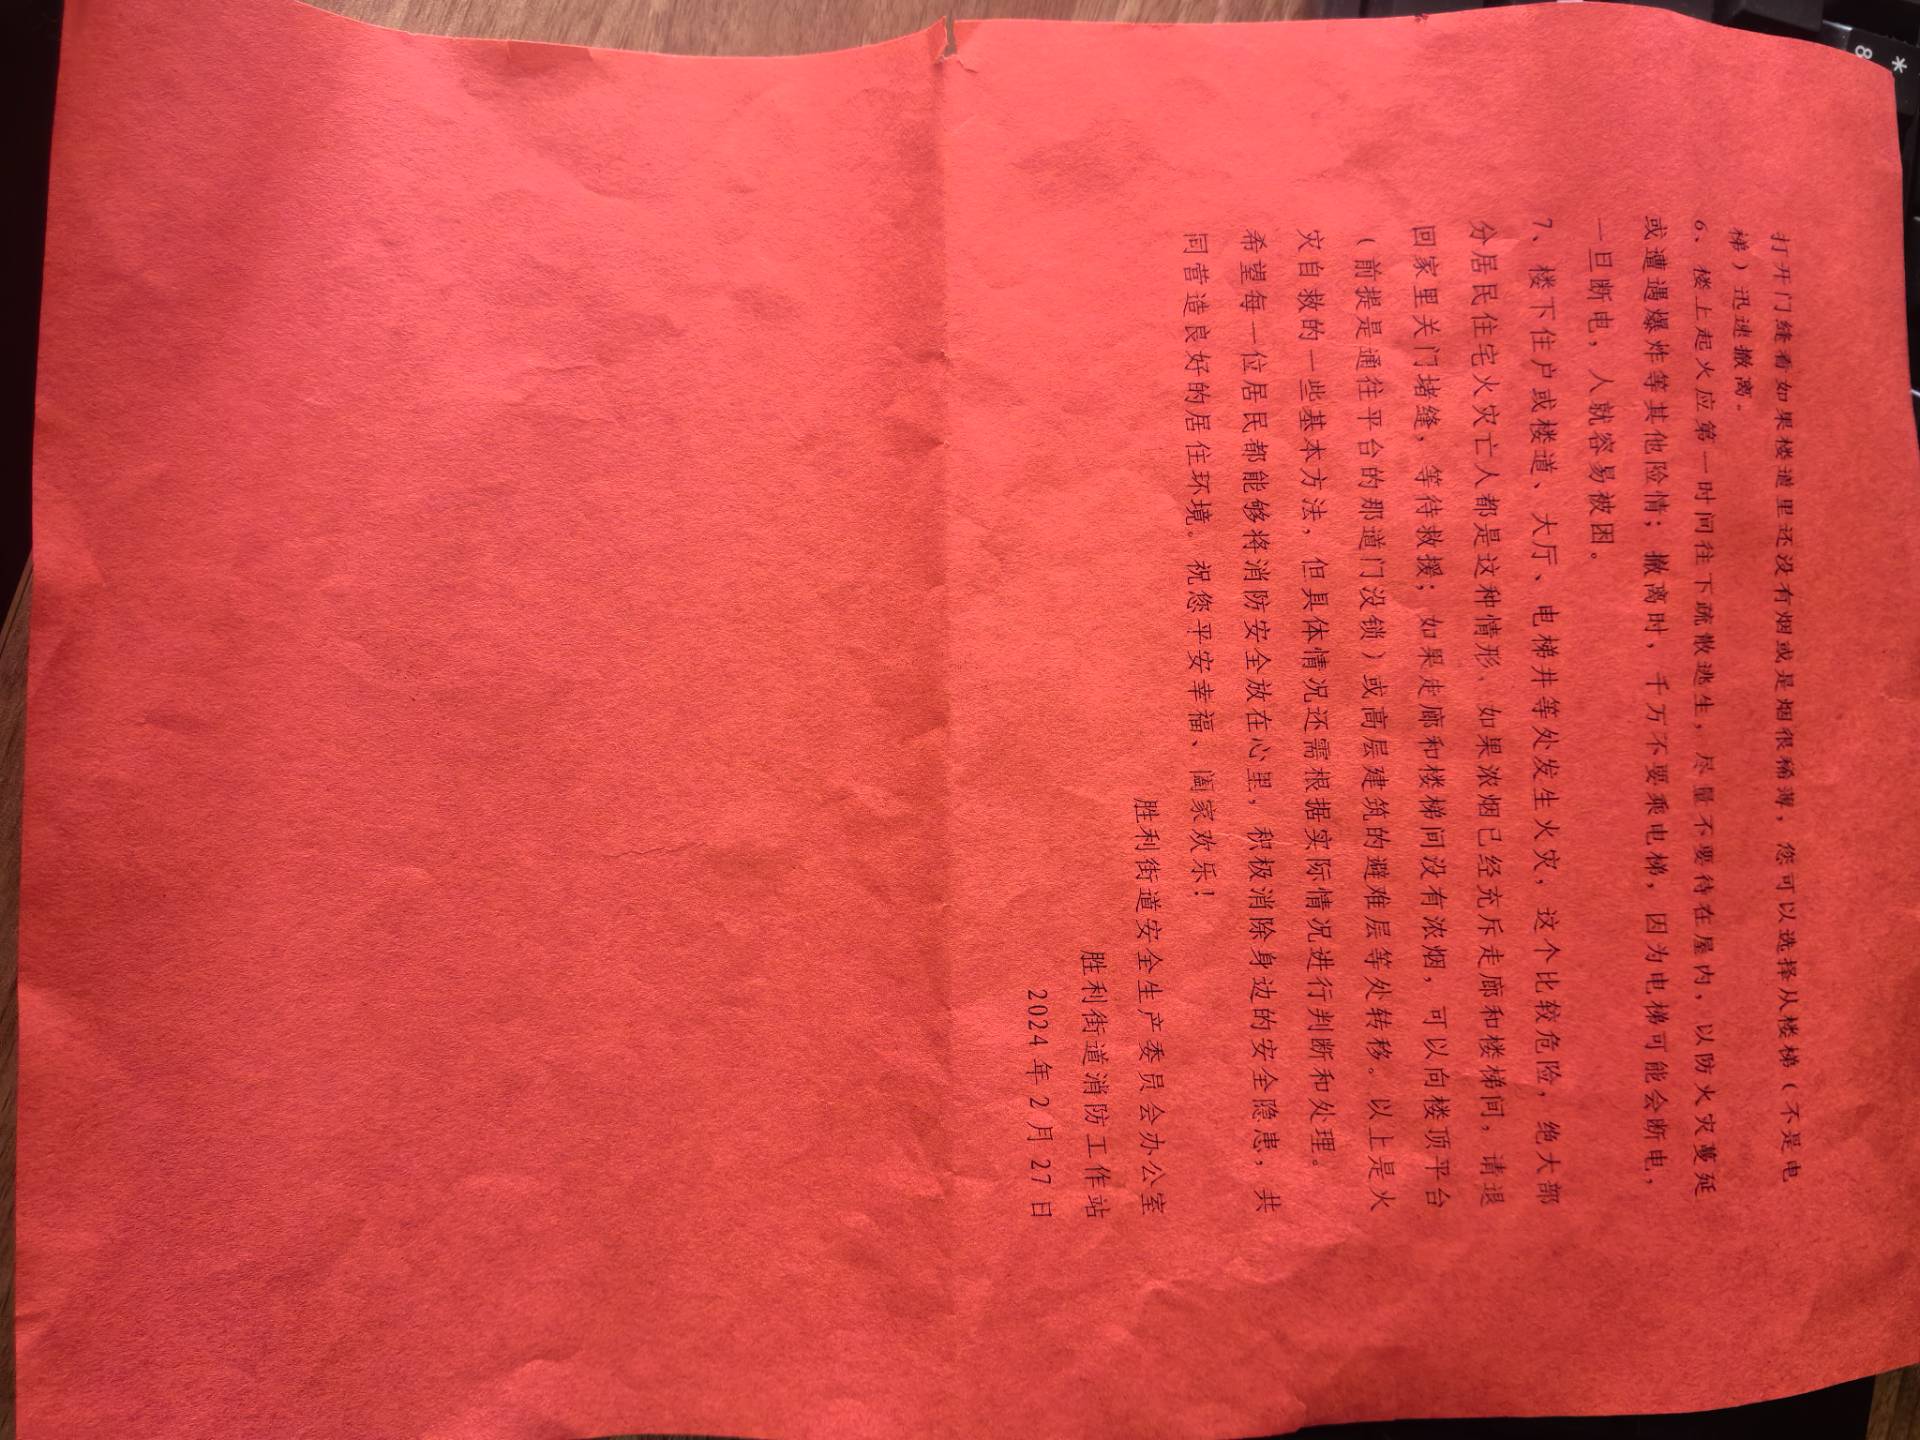 打开门缝看如果楼道里还没有烟或是烟很稀薄，您可以选择从楼梯（不是电
梯）迅速撤离。
6、楼上起火应第一时间往下疏散逃生，尽量不要待在屋内，以防火灾蔓延
或遭遇爆炸等其他险情；撤离时，千万不要乘电梯，因为电梯可能会断电，
一旦断电，人就容易被困。
7、楼下住户或楼道、大厅、电梯井等处发生火灾，这个比较危险，绝大部
分居民住宅火灾亡人都是这种情形、如果浓烟已经充斥走廊和楼梯间，请退
回家里关门堵缝，等待救援；如果走廊和楼梯间没有浓烟，可以向楼顶平台
（前提是通往平台的那道门没锁）或高层建筑的避难层等处转移。以上是火
灾自救的一些基本方法，但具体情况还需根据实际情况进行判断和处理。
希望每一位居民都能够将消防安全放在心里，积极消除身边的安全隐患，共
同营造良好的居住环境。祝您平安幸福、阖家欢乐！
胜利街道安全生产委员会办公室
胜利街道消防工作站
2024年2月27日
*
8